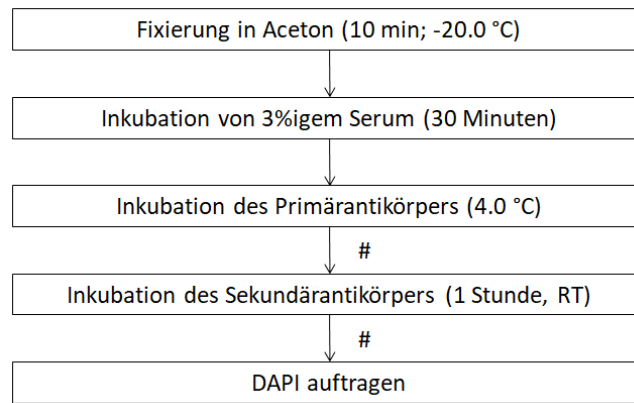 Fixierung in Aceton (10 min; -20.0 °C)
Inkubation von 3%igem Serum (30 Minuten)
Inkubation des Primärantikörpers (4.0 °C)
#
Inkubation des Sekundärantikörpers (1 Stunde, RT)
#
DAPI auftragen